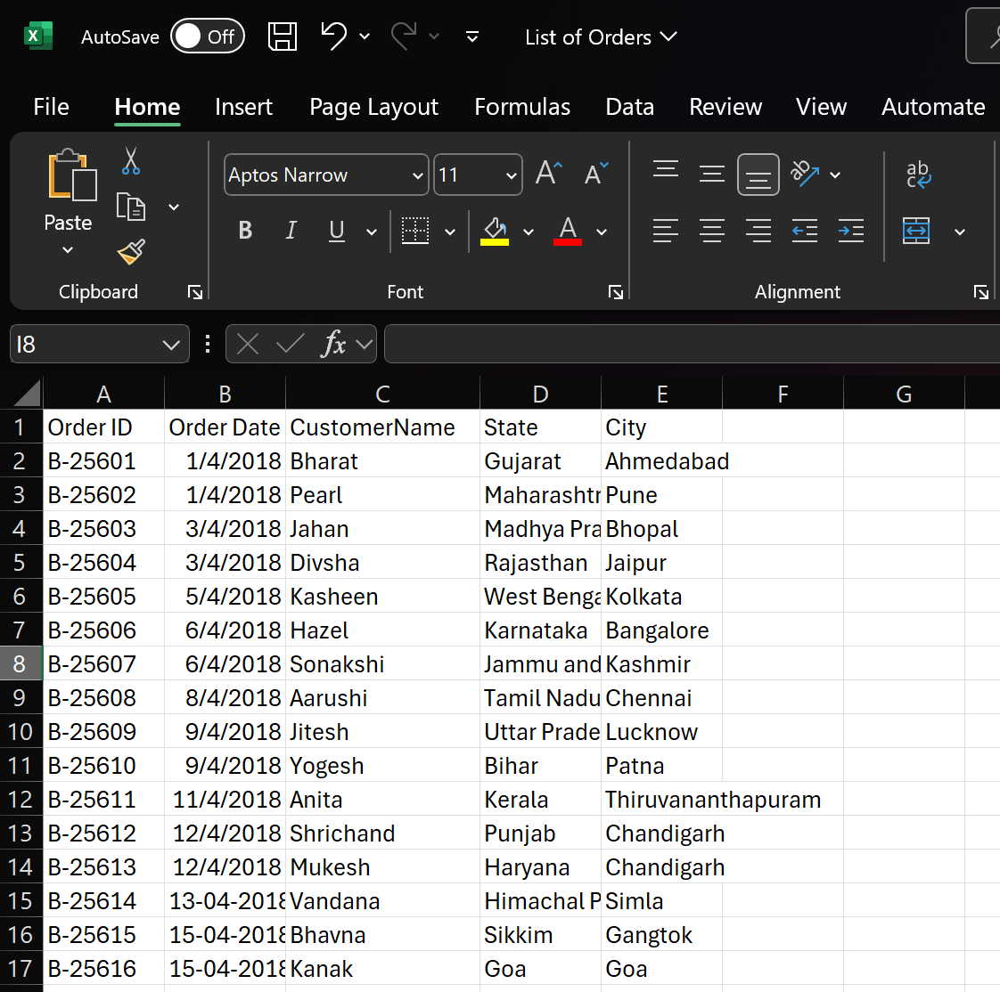 AutoSave Off List of Orders
File Home Insert Page Layout Formulas Data Review View Automate
Aptos Narrow 11
Paste
B I U A
Clipboard Font Alignment
I8 fx
A B C D E F G
1 Order ID Order Date CustomerName State City
2 B-25601 1/4/2018 Bharat Gujarat Ahmedabad
3 B-25602 1/4/2018 Pearl Maharashtr Pune
4 B-25603 3/4/2018 Jahan Madhya Pra Bhopal
5 B-25604 3/4/2018 Divsha Rajasthan Jaipur
6 B-25605 5/4/2018 Kasheen West Benga Kolkata
7 B-25606 6/4/2018 Hazel Karnataka Bangalore
8 B-25607 6/4/2018 Sonakshi Jammu and Kashmir
9 B-25608 8/4/2018 Aarushi Tamil Nadu Chennai
10 B-25609 9/4/2018 Jitesh Uttar Prade Lucknow
11 B-25610 9/4/2018 Yogesh Bihar Patna
12 B-25611 11/4/2018 Anita Kerala Thiruvananthapuram
13 B-25612 12/4/2018 Shrichand Punjab Chandigarh
14 B-25613 12/4/2018 Mukesh Haryana Chandigarh
15 B-25614 13-04-2018 Vandana Himachal P Simla
16 B-25615 15-04-2018 Bhavna Sikkim Gangtok
17 B-25616 15-04-2018 Kanak Goa Goa